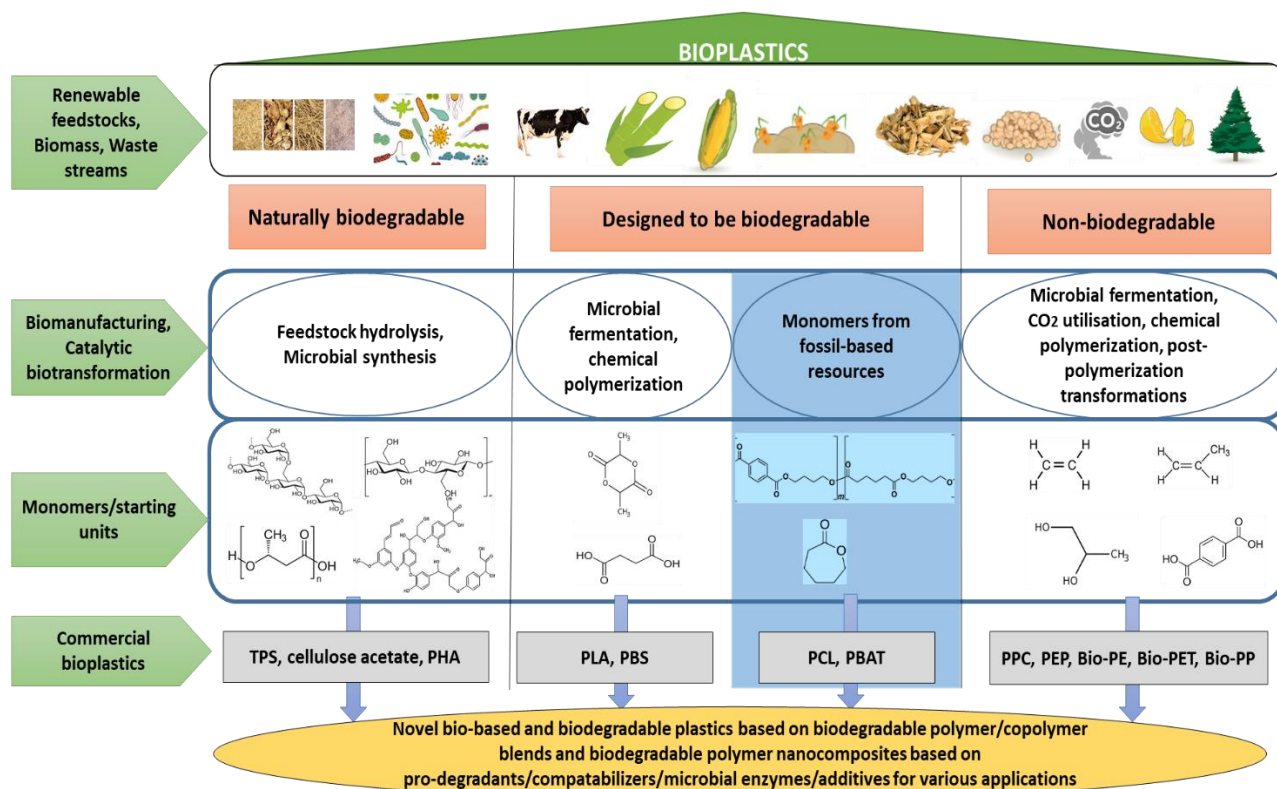 BIOPLASTICS
Renewable
feedstocks,
Biomass, Waste
streams
CO2
Naturally biodegradable
Designed to be biodegradable
Non-biodegradable
Biomanufacturing,
Catalytic
biotransformation
Feedstock hydrolysis,
Microbial synthesis
Microbial
fermentation,
chemical
polymerization
Monomers from
fossil-based
resources
Microbial fermentation,
CO2 utilisation, chemical
polymerization, post-
polymerization
transformations
Monomers/starting
units
Commercial
bioplastics
TPS, cellulose acetate, PHA
PLA, PBS
PCL, PBAT
PPC, PEP, Bio-PE, Bio-PET, Bio-PP
Novel bio-based and biodegradable plastics based on biodegradable polymer/copolymer
blends and biodegradable polymer nanocomposites based on
pro-degradants/compatabilizers/microbial enzymes/additives for various applications